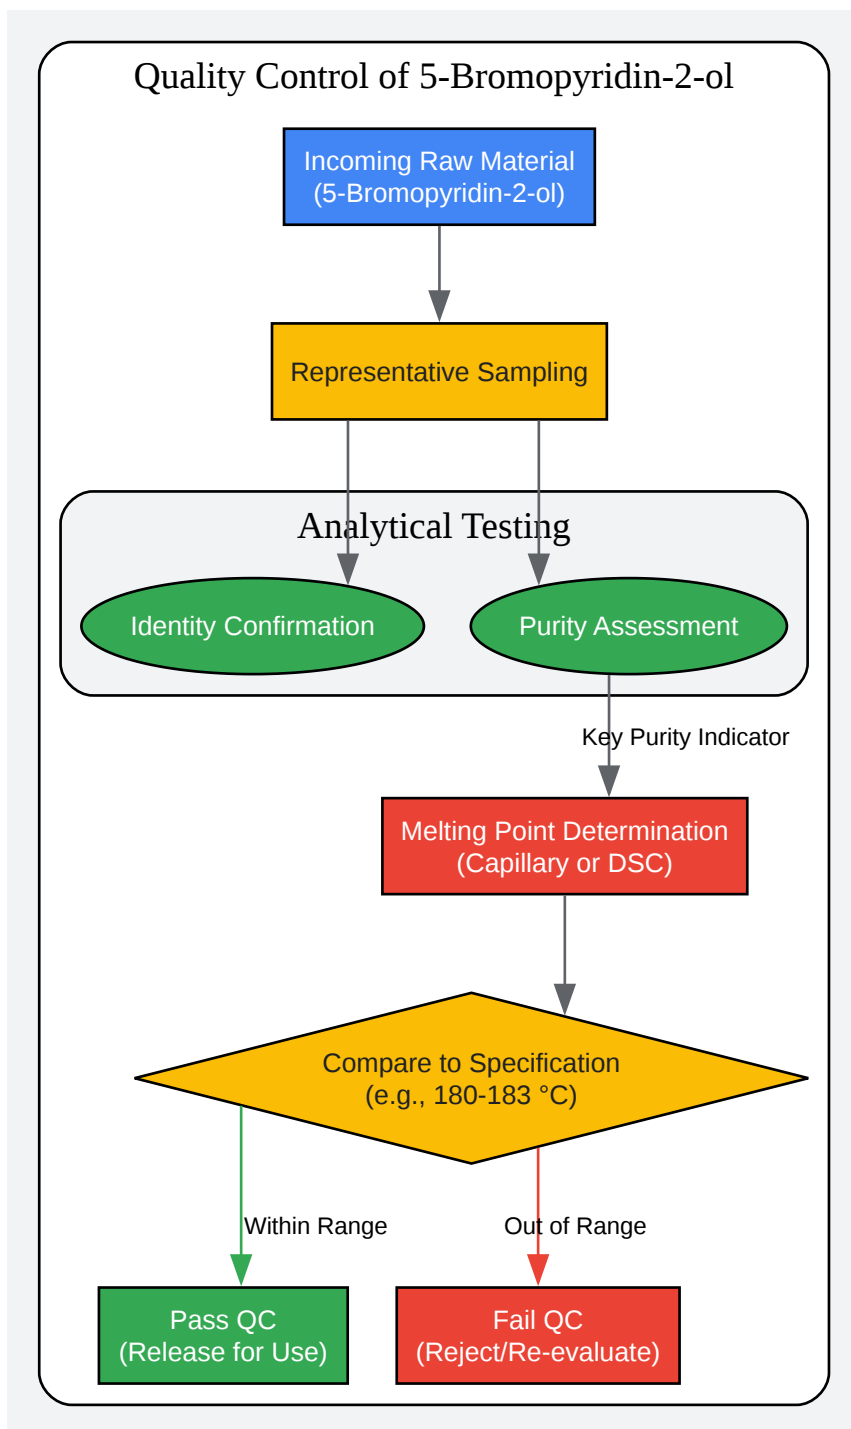 Quality Control of 5-Bromopyridin-2-ol
Incoming Raw Material
(5-Bromopyridin-2-ol)
Representative Sampling
Analytical Testing
Identity Confirmation
Purity Assessment
Key Purity Indicator
Melting Point Determination
(Capillary or DSC)
Compare to Specification
(e.g., 180-183 °C)
Within Range
Out of Range
Pass QC
(Release for Use)
Fail QC
(Reject/Re-evaluate)